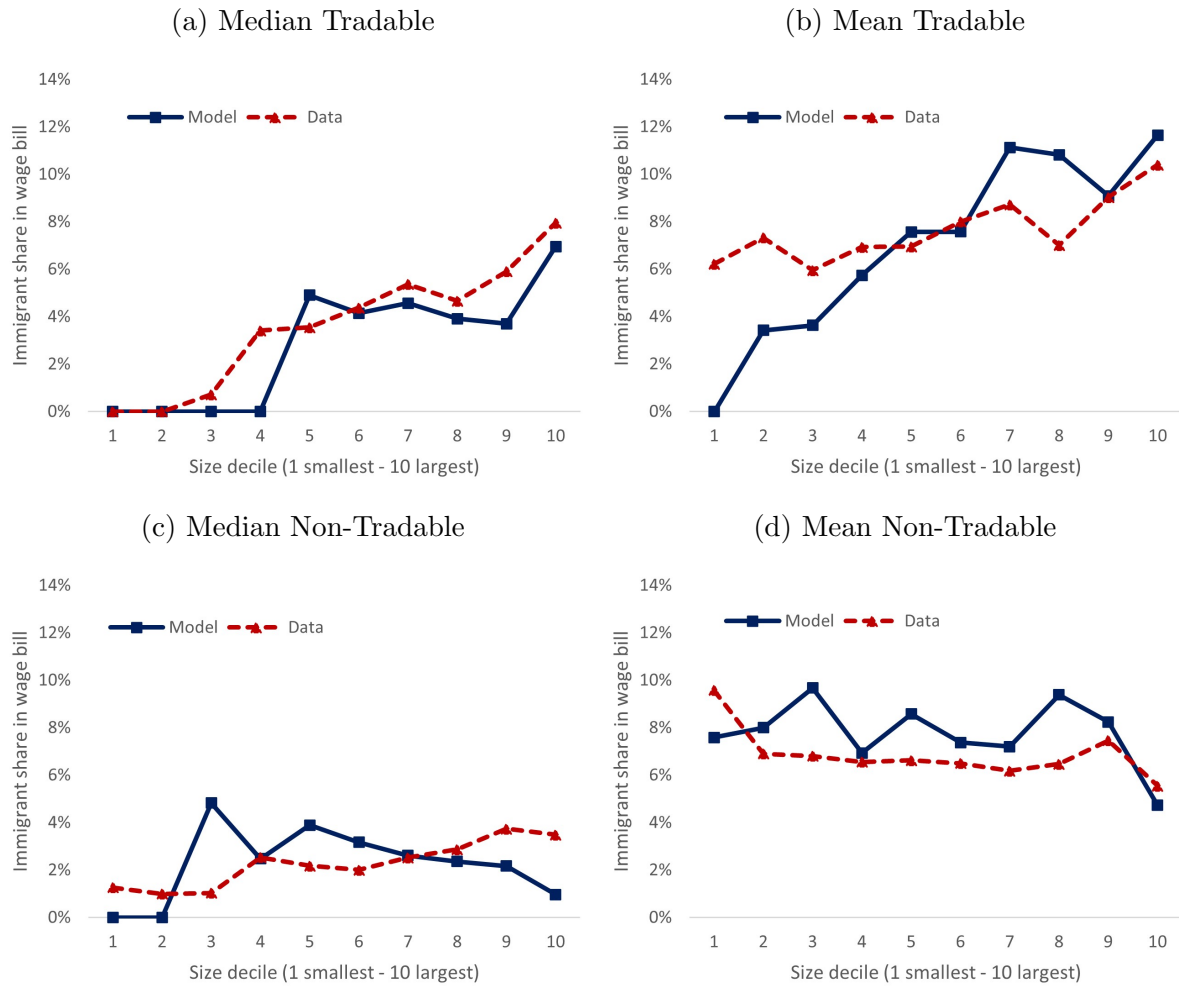 (a) Median Tradable
14%
12%
10%
8%
6%
4%
2%
0%
Immigrant share in wage bill
Model Data
1 2 3 4 5 6 7 8 9 10
Size decile (1 smallest - 10 largest)
(b) Mean Tradable
14%
12%
10%
8%
6%
4%
2%
0%
Immigrant share in wage bill
Model Data
1 2 3 4 5 6 7 8 9 10
Size decile (1 smallest - 10 largest)
(c) Median Non-Tradable
14%
12%
10%
8%
6%
4%
2%
0%
Immigrant share in wage bill
Model Data
1 2 3 4 5 6 7 8 9 10
Size decile (1 smallest - 10 largest)
(d) Mean Non-Tradable
14%
12%
10%
8%
6%
4%
2%
0%
Immigrant share in wage bill
Model Data
1 2 3 4 5 6 7 8 9 10
Size decile (1 smallest - 10 largest)